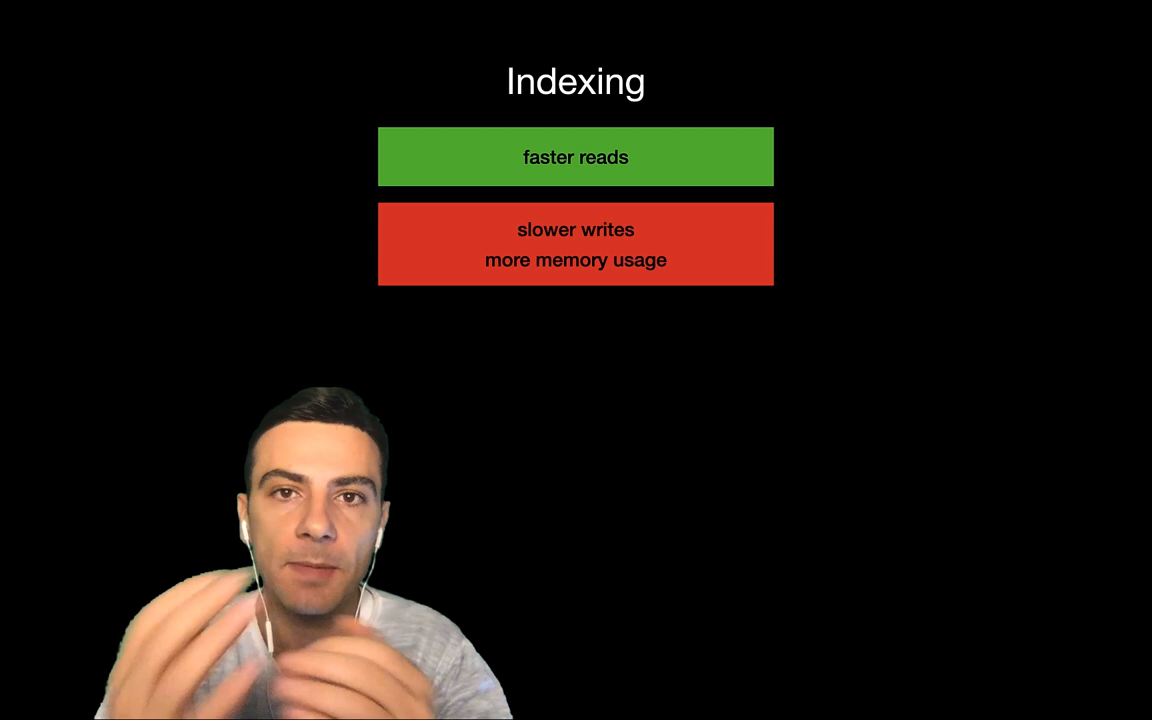 Indexing
faster reads
slower writes
more memory usage